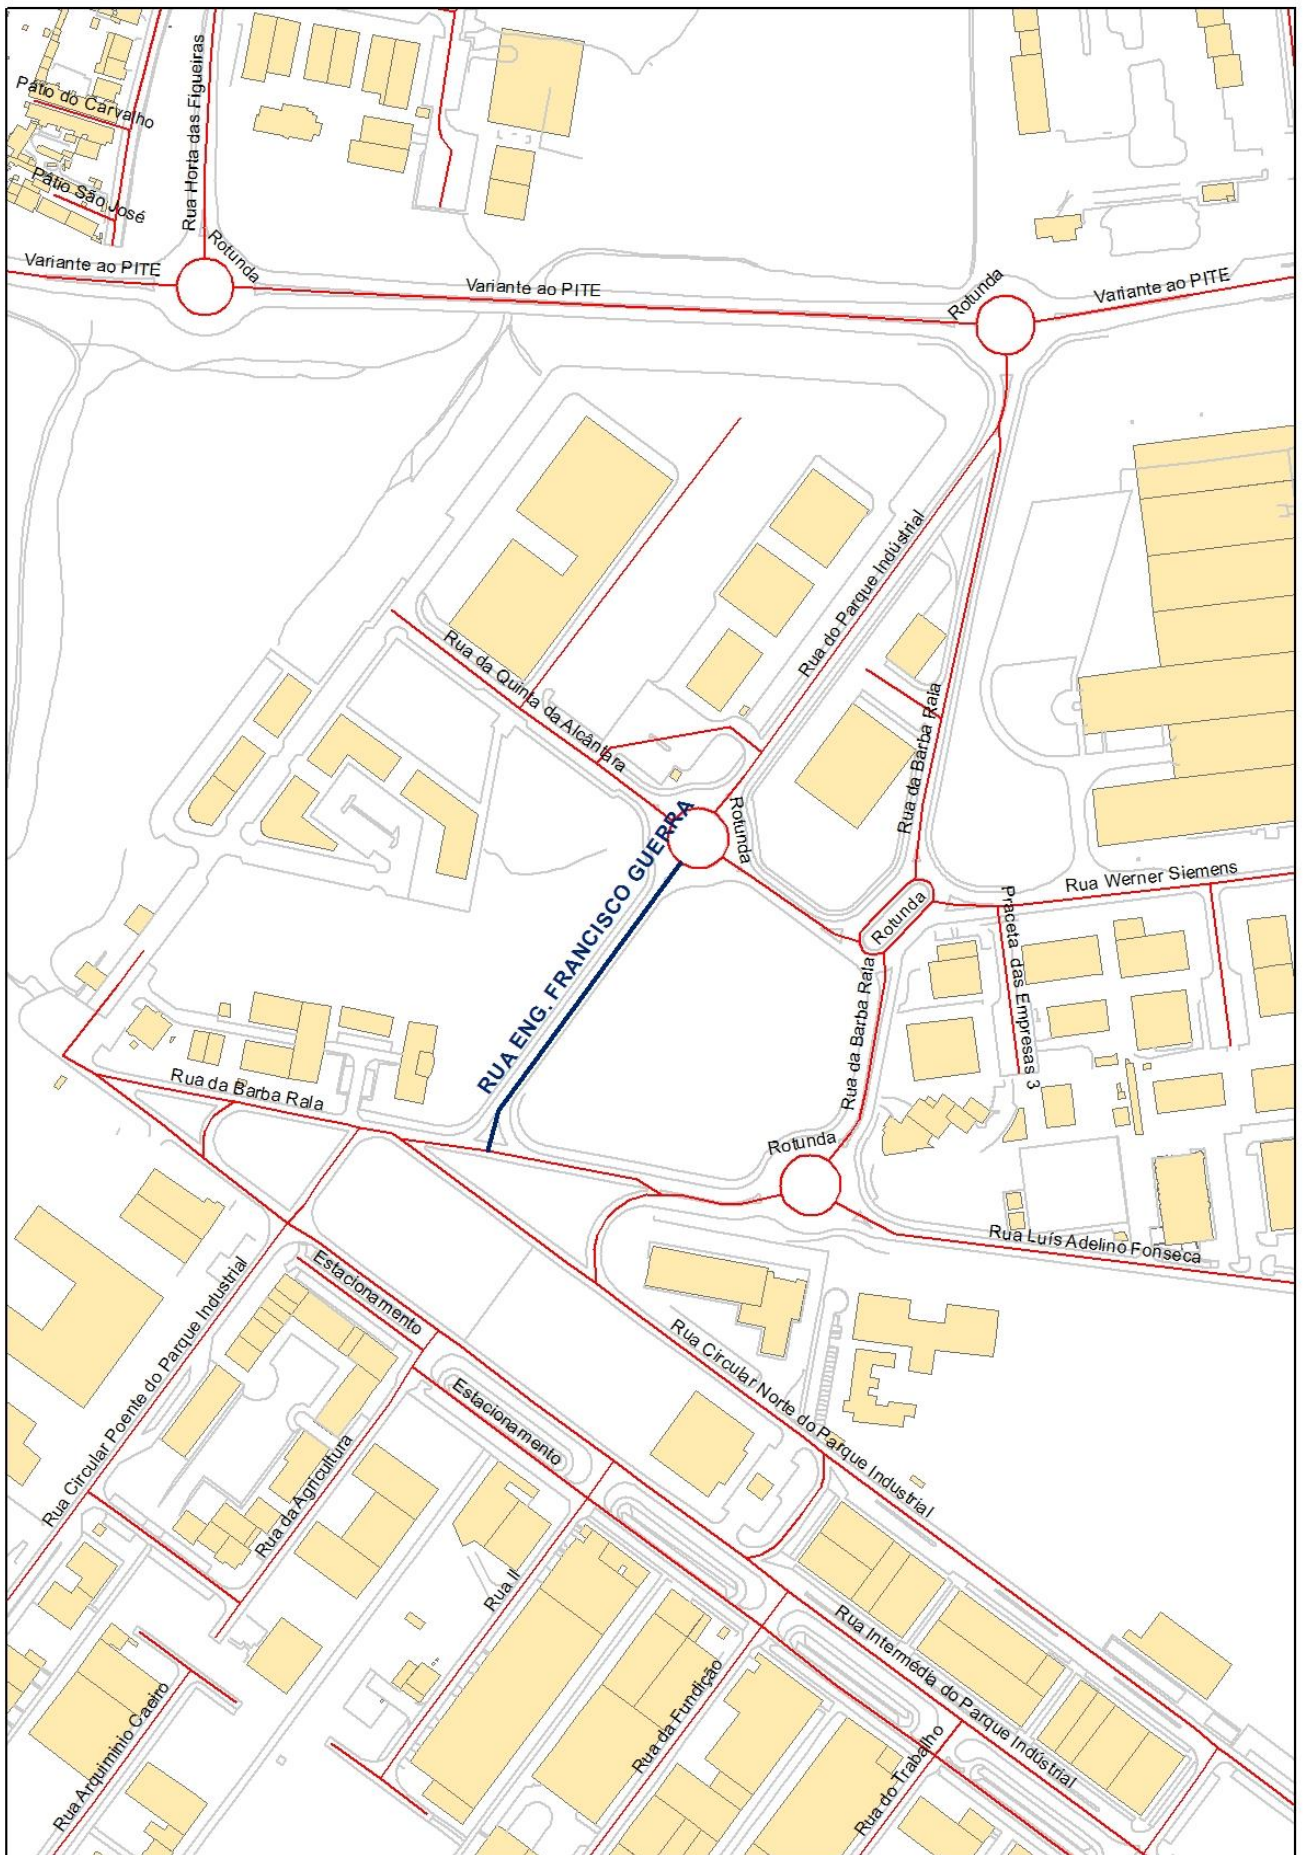 Pátio do Carvalho
Rua Horta das Figueiras
Pátio São José
Rotunda
Variante ao PITE
Variante ao PITE
Rotunda
Variante ao PITE
Rua do Parque Indústrial
Rua da Quinta da Alcântara
Rua da Barba Rala
Rotunda
RUA ENG. FRANCISCO GUERRA
Rua Werner Siemens
Rotunda
Praceta das Empresas 3
Rua da Barba Rala
Rua da Barba Rala
Rotunda
Rua Luís Adelino Fonseca
Estacionamento
Rua Circular Poente do Parque Industrial
Rua Circular Norte do Parque Industrial
Estacionamento
Rua da Agricultura
Rua II
Rua Intermédia do Parque Indústrial
Rua da Fundição
Rua Arquiminio Caeiro
Rua do Trabalho